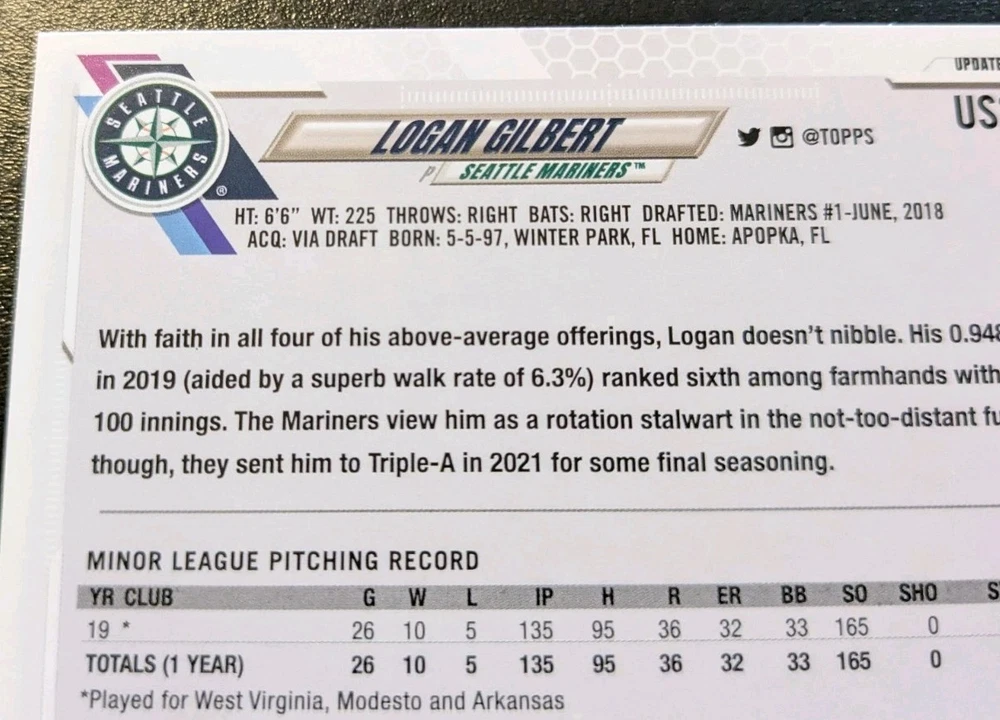 UPDATE
SEATTLE
MARINERS
®
LOGAN GILBERT
@TOPPS
US
P SEATTLE MARINERS™
HT: 6'6" WT: 225 THROWS: RIGHT BATS: RIGHT DRAFTED: MARINERS #1-JUNE, 2018
ACQ: VIA DRAFT BORN: 5-5-97, WINTER PARK, FL HOME: APOPKA, FL
With faith in all four of his above-average offerings, Logan doesn't nibble. His 0.948
in 2019 (aided by a superb walk rate of 6.3%) ranked sixth among farmhands with
100 innings. The Mariners view him as a rotation stalwart in the not-too-distant
though, they sent him to Triple-A in 2021 for some final seasoning.
MINOR LEAGUE PITCHING RECORD
YR CLUB G W L IP H R ER BB SO SHO
19 * 26 10 5 135 95 36 32 33 165 0
TOTALS (1 YEAR) 26 10 5 135 95 36 32 33 165 0
*Played for West Virginia, Modesto and Arkansas